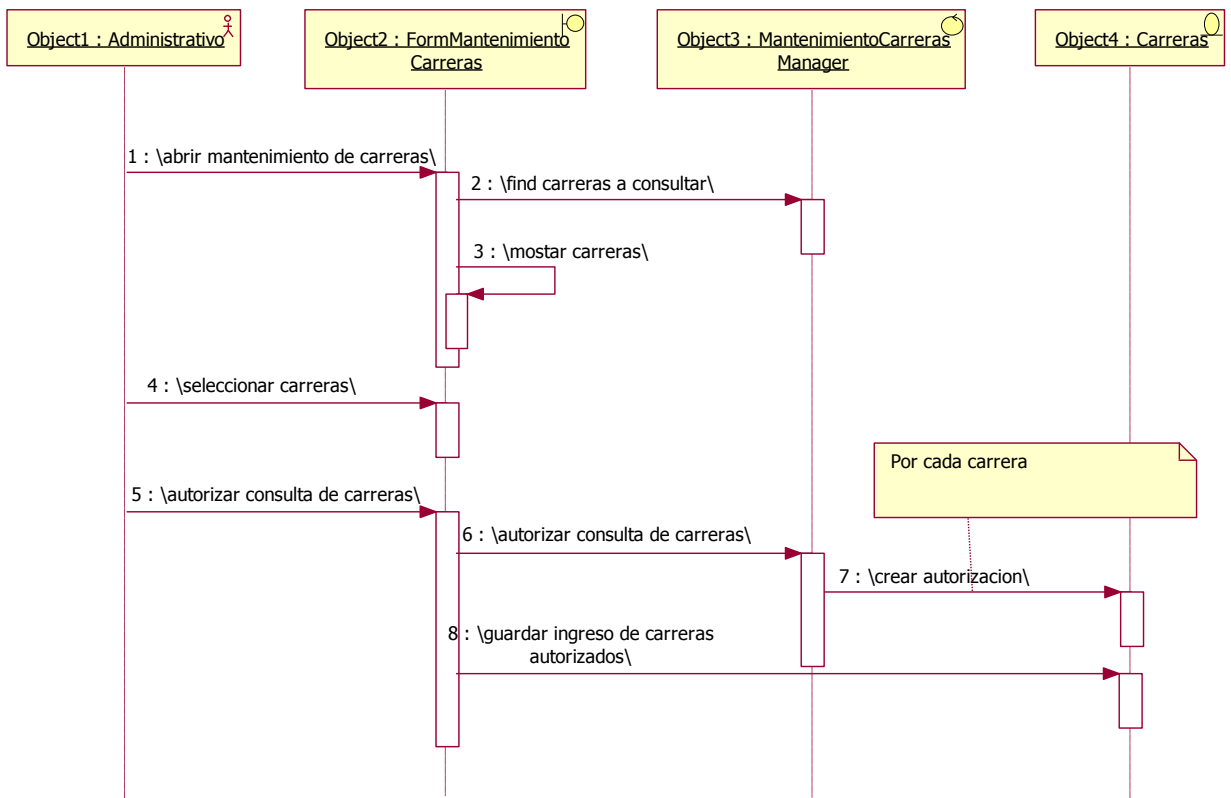 Object1 : Administrativo
Object2 : FormMantenimiento
Carreras
Object3 : MantenimientoCarreras
Manager
Object4 : Carreras
1 : \abrir mantenimiento de carreras\
2 : \find carreras a consultar\
3 : \mostar carreras\
4 : \seleccionar carreras\
Por cada carrera
5 : \autorizar consulta de carreras\
6 : \autorizar consulta de carreras\
7 : \crear autorizacion\
8 : \guardar ingreso de carreras
autorizados\